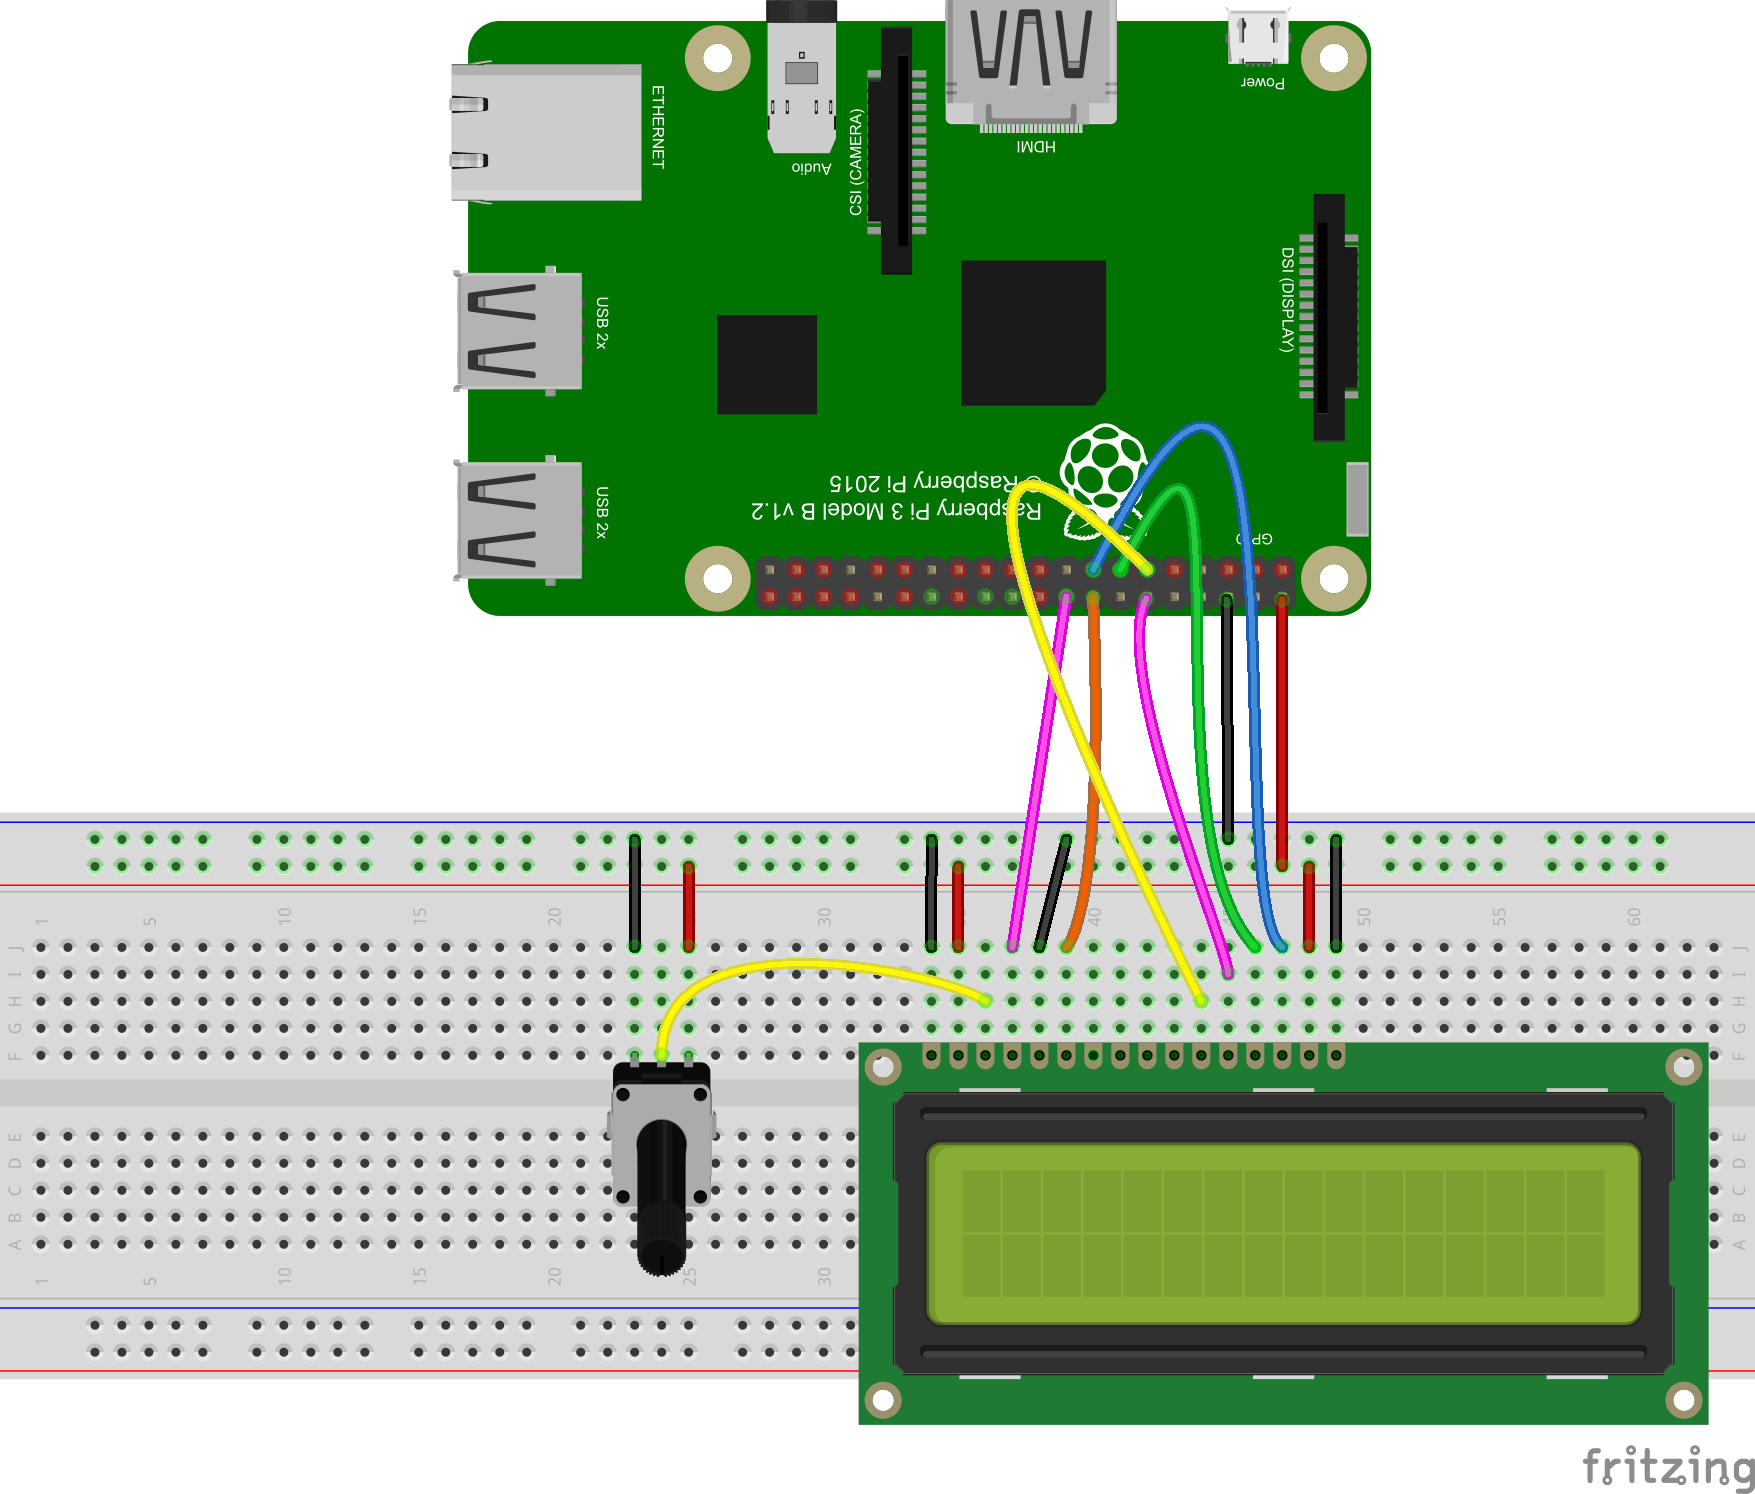 Power
ETHERNET
HDMI
Audio
CSI (CAMERA)
DSI (DISPLAY)
USB 2x
© Raspberry Pi 2015
Raspberry Pi 3 Model B v1.2
USB 2x
GPIO
1 5 10 15 20 30 40 45 50 55 60
J J
I I
H H
G G
F F
E E
D D
C C
B B
A A
1 5 10 15 20 25 30
fritzing